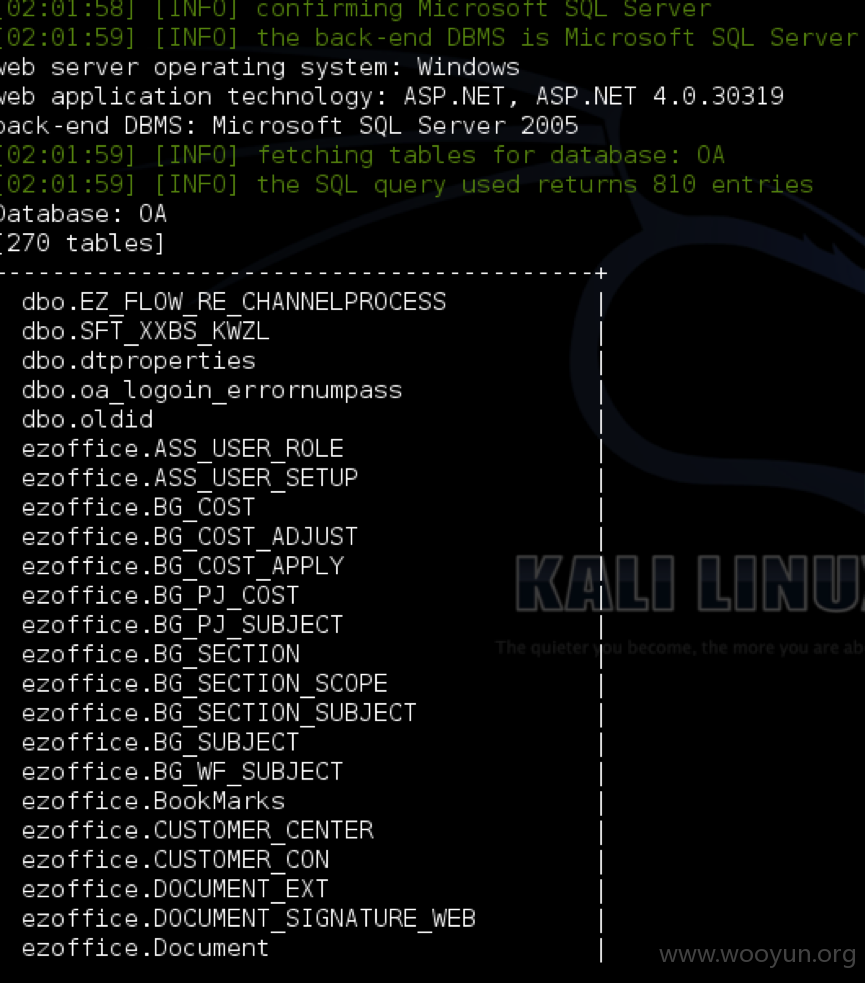 [02:01:58] [INFO] confirming Microsoft SQL Server
[02:01:59] [INFO] the back-end DBMS is Microsoft SQL Server
web server operating system: Windows
web application technology: ASP.NET, ASP.NET 4.0.30319
back-end DBMS: Microsoft SQL Server 2005
[02:01:59] [INFO] fetching tables for database: OA
[02:01:59] [INFO] the SQL query used returns 810 entries
Database: OA
[270 tables]
-----------------------------------------+
dbo.EZ_FLOW_RE_CHANNELPROCESS |
dbo.SFT_XXBS_KWZL |
dbo.dtproperties |
dbo.oa_logoin_errornumpass |
dbo.oldid |
ezoffice.ASS_USER_ROLE |
ezoffice.ASS_USER_SETUP |
ezoffice.BG_COST |
ezoffice.BG_COST_ADJUST |
ezoffice.BG_COST_APPLY |
ezoffice.BG_PJ_COST |
ezoffice.BG_PJ_SUBJECT |
ezoffice.BG_SECTION |
ezoffice.BG_SECTION_SCOPE |
ezoffice.BG_SECTION_SUBJECT |
ezoffice.BG_SUBJECT |
ezoffice.BG_WF_SUBJECT |
ezoffice.BookMarks |
ezoffice.CUSTOMER_CENTER |
ezoffice.CUSTOMER_CON |
ezoffice.DOCUMENT_EXT |
ezoffice.DOCUMENT_SIGNATURE_WEB |
ezoffice.Document |
KALI LINUX
The quieter you become, the more you are ab
www.wooyun.org